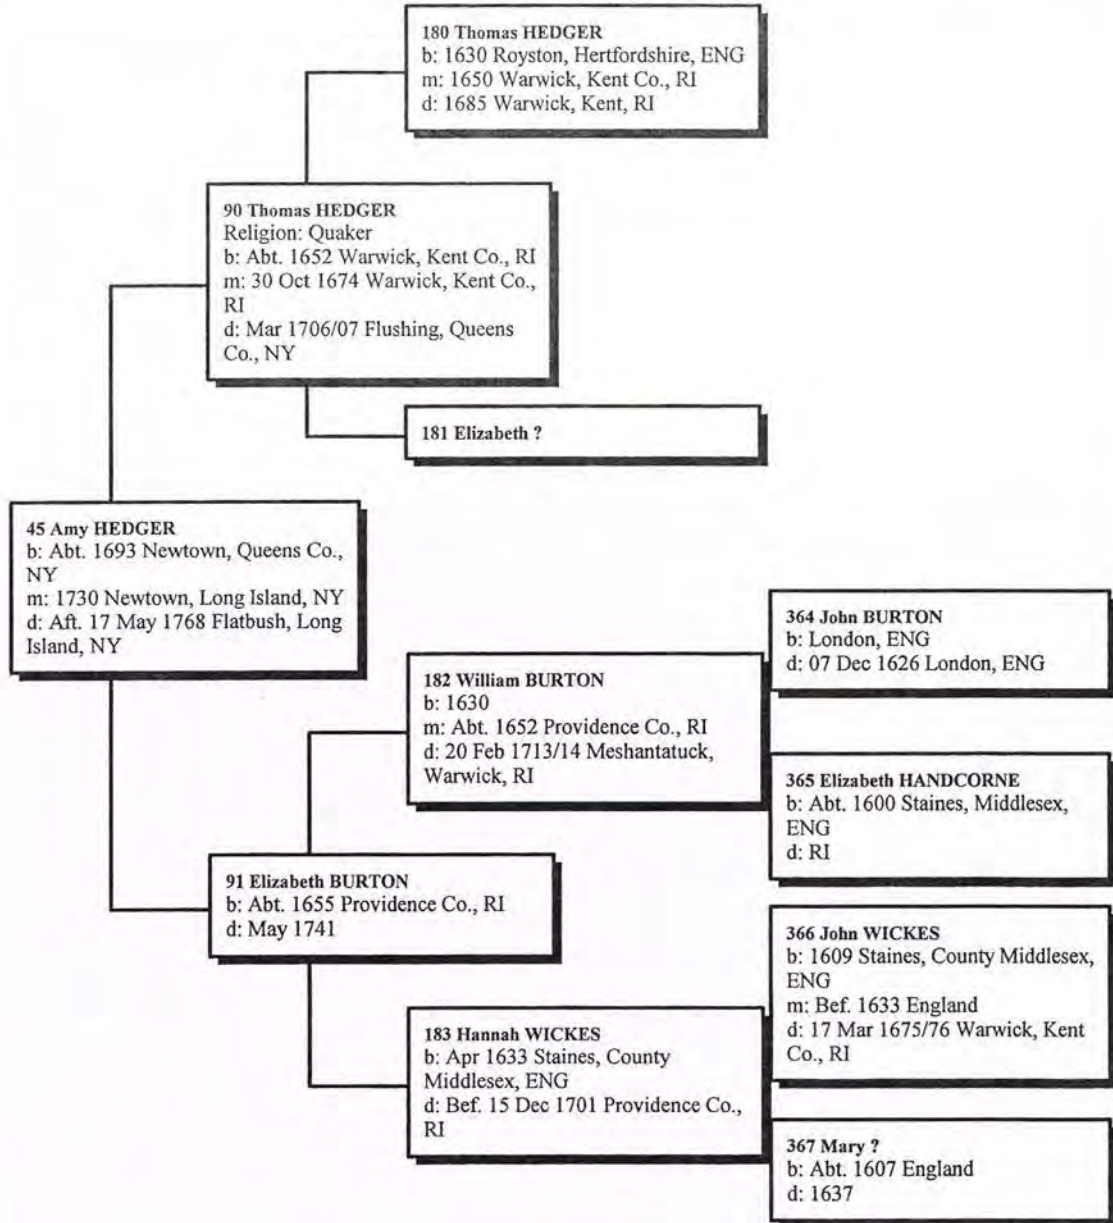 180 Thomas HEDGER
b: 1630 Royston, Hertfordshire, ENG
m: 1650 Warwick, Kent Co., RI
d: 1685 Warwick, Kent, RI
90 Thomas HEDGER
Religion: Quaker
b: Abt. 1652 Warwick, Kent Co., RI
m: 30 Oct 1674 Warwick, Kent Co.,
RI
d: Mar 1706/07 Flushing, Queens
Co., NY
181 Elizabeth ?
45 Amy HEDGER
b: Abt. 1693 Newtown, Queens Co.,
NY
m: 1730 Newtown, Long Island, NY
d: Aft. 17 May 1768 Flatbush, Long
Island, NY
364 John BURTON
b: London, ENG
d: 07 Dec 1626 London, ENG
182 William BURTON
b: 1630
m: Abt. 1652 Providence Co., RI
d: 20 Feb 1713/14 Meshantatuck,
Warwick, RI
365 Elizabeth HANDCORNE
b: Abt. 1600 Staines, Middlesex,
ENG
d: RI
91 Elizabeth BURTON
b: Abt. 1655 Providence Co., RI
d: May 1741
366 John WICKES
b: 1609 Staines, County Middlesex,
ENG
m: Bef. 1633 England
d: 17 Mar 1675/76 Warwick, Kent
Co., RI
183 Hannah WICKES
b: Apr 1633 Staines, County
Middlesex, ENG
d: Bef. 15 Dec 1701 Providence Co.,
RI
367 Mary ?
b: Abt. 1607 England
d: 1637